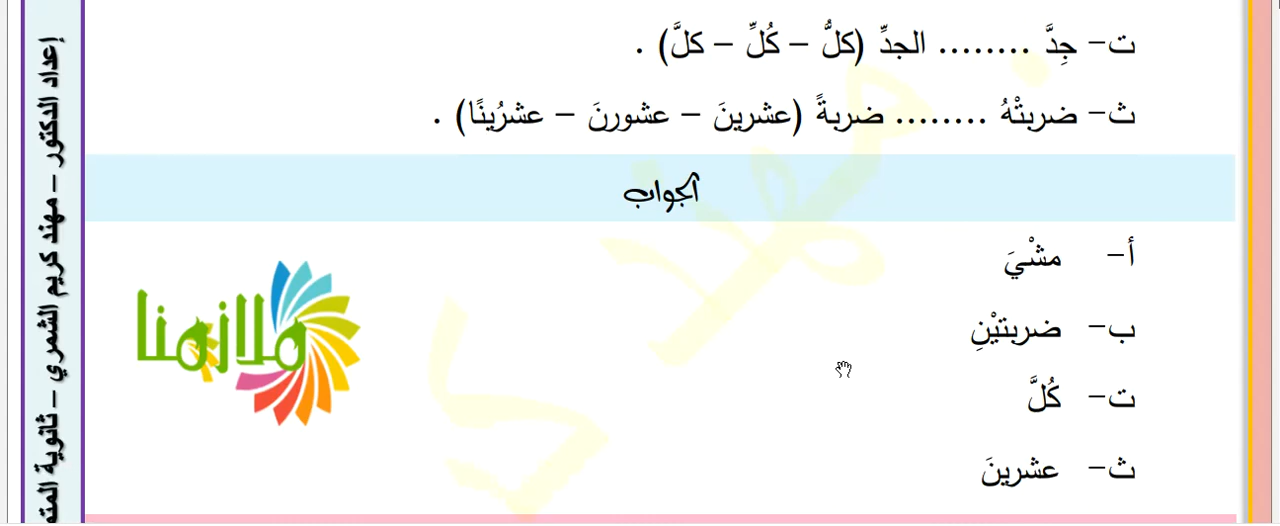 ت- جِدَّ ........ الجدِّ (كلُّ – كُلِّ – كلَّ) .
ث- ضربتْهُ ........ ضربةً (عشرينَ – عشورنَ – عشرُينًا) .
الجواب
أ- مشْيَ
ب- ضربتيْنِ
ت- كُلَّ
ث- عشرينَ
ملازمنا
إعداد الدكتور – مهند كريم الشمري – ثانوية
مهند